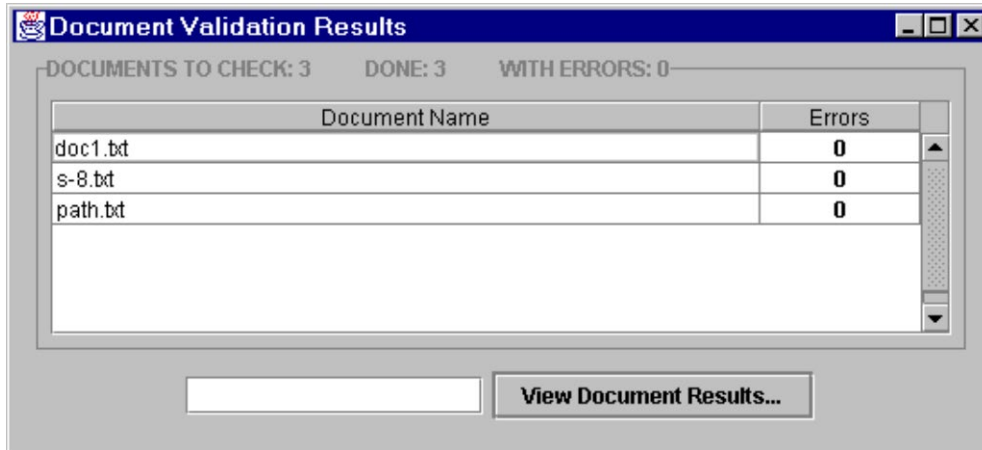 Document Validation Results
DOCUMENTS TO CHECK: 3 DONE: 3 WITH ERRORS: 0
Document Name Errors
doc1.txt 0
s-8.txt 0
path.txt 0
View Document Results...